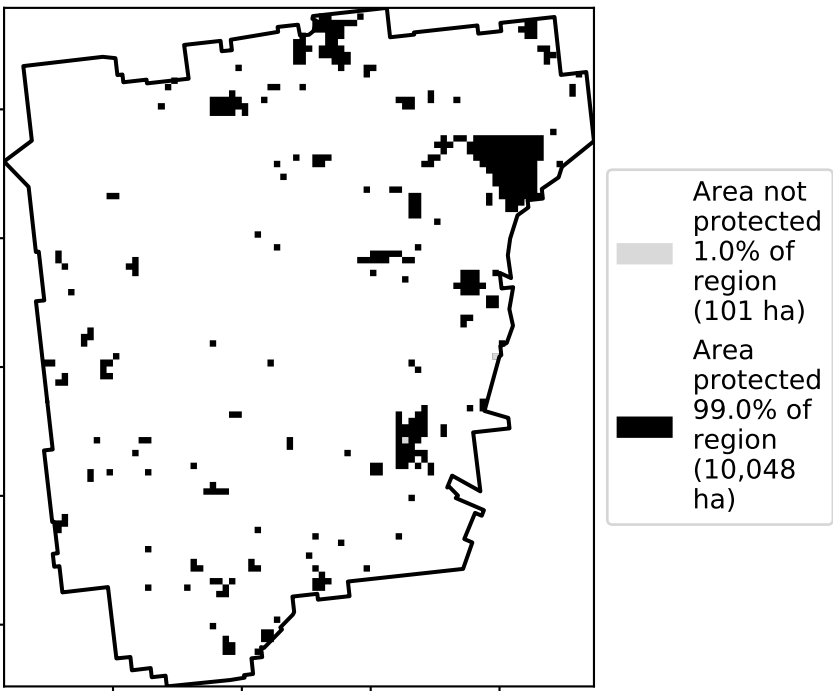 Area not
protected
1.0% of
region
(101 ha)
Area
protected
99.0% of
region
(10,048
ha)